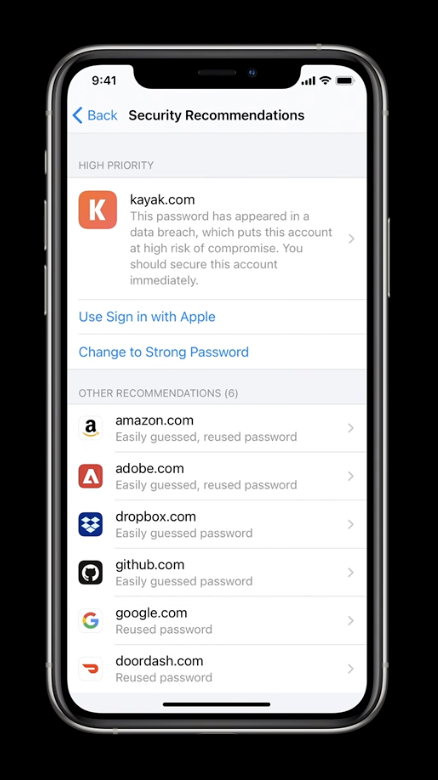 9:41
Back Security Recommendations
HIGH PRIORITY
K
kayak.com
This password has appeared in a
data breach, which puts this account
at high risk of compromise. You
should secure this account
immediately.
Use Sign in with Apple
Change to Strong Password
OTHER RECOMMENDATIONS (6)
a
amazon.com
Easily guessed, reused password
adobe.com
Easily guessed, reused password
dropbox.com
Easily guessed password
github.com
Easily guessed password
G
google.com
Reused password
doordash.com
Reused password